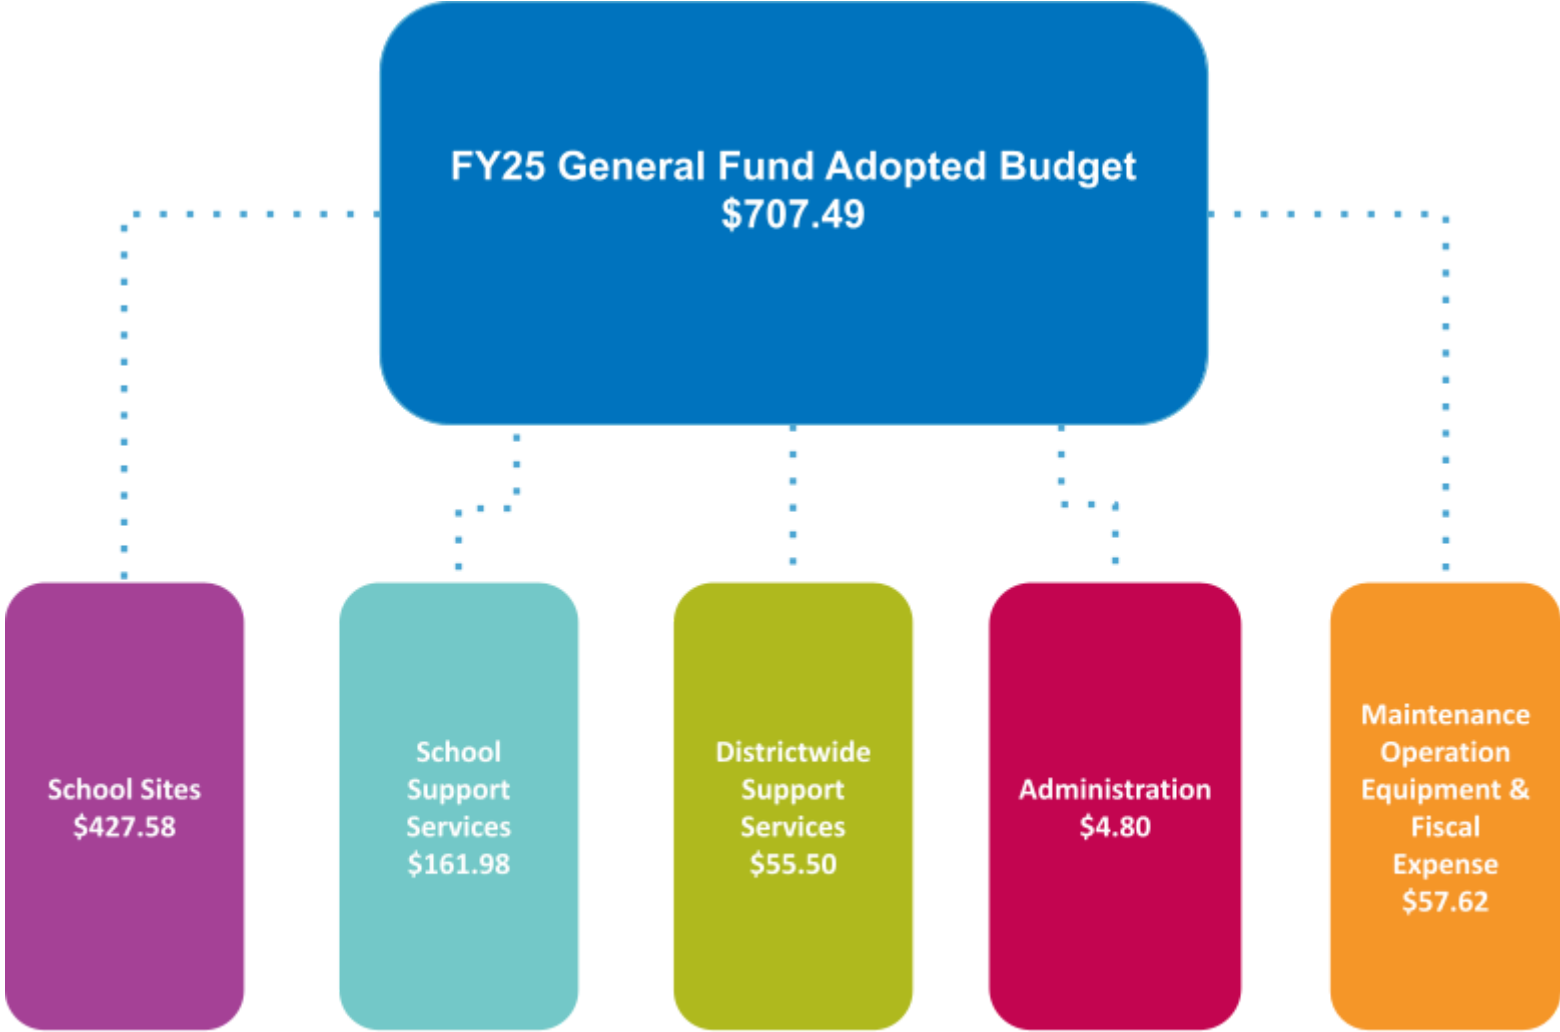 FY25 General Fund Adopted Budget
$707.49
School Sites
$427.58
School
Support
Services
$161.98
Districtwide
Support
Services
$55.50
Administration
$4.80
Maintenance
Operation
Equipment &
Fiscal
Expense
$57.62